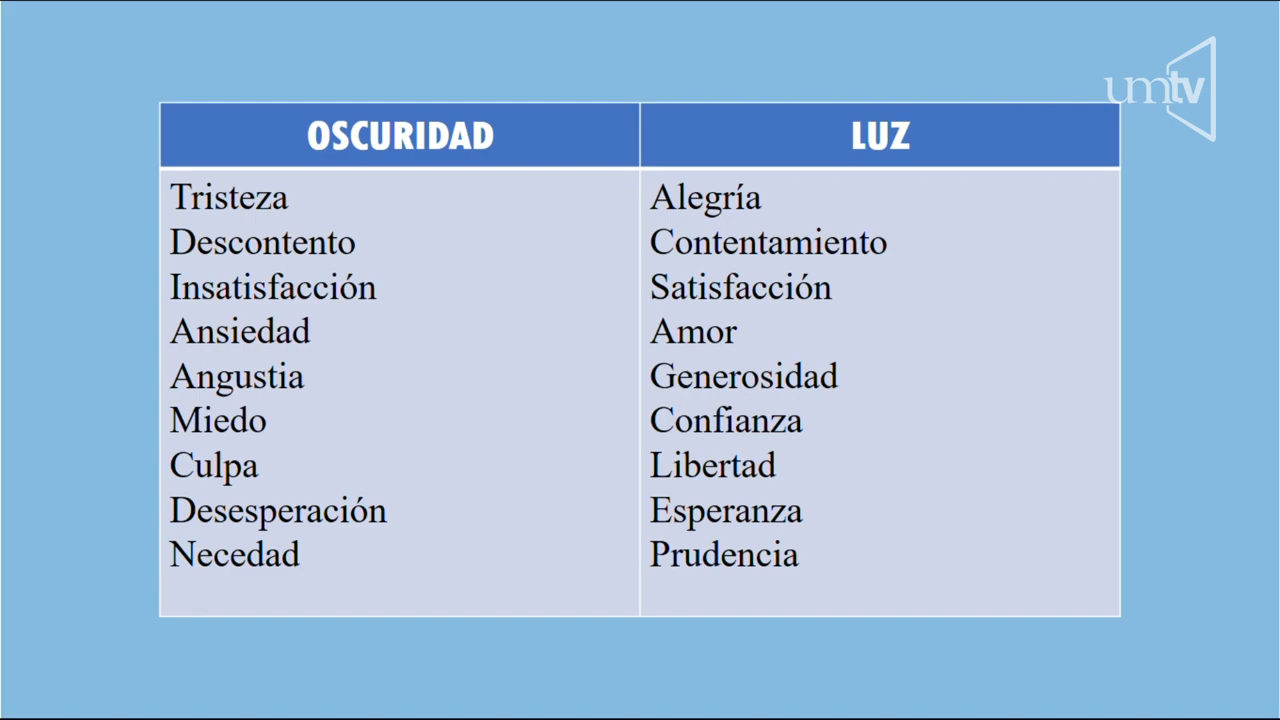 umtv
OSCURIDAD LUZ
Tristeza Alegría
Descontento Contentamiento
Insatisfacción Satisfacción
Ansiedad Amor
Angustia Generosidad
Miedo Confianza
Culpa Libertad
Desesperación Esperanza
Necedad Prudencia